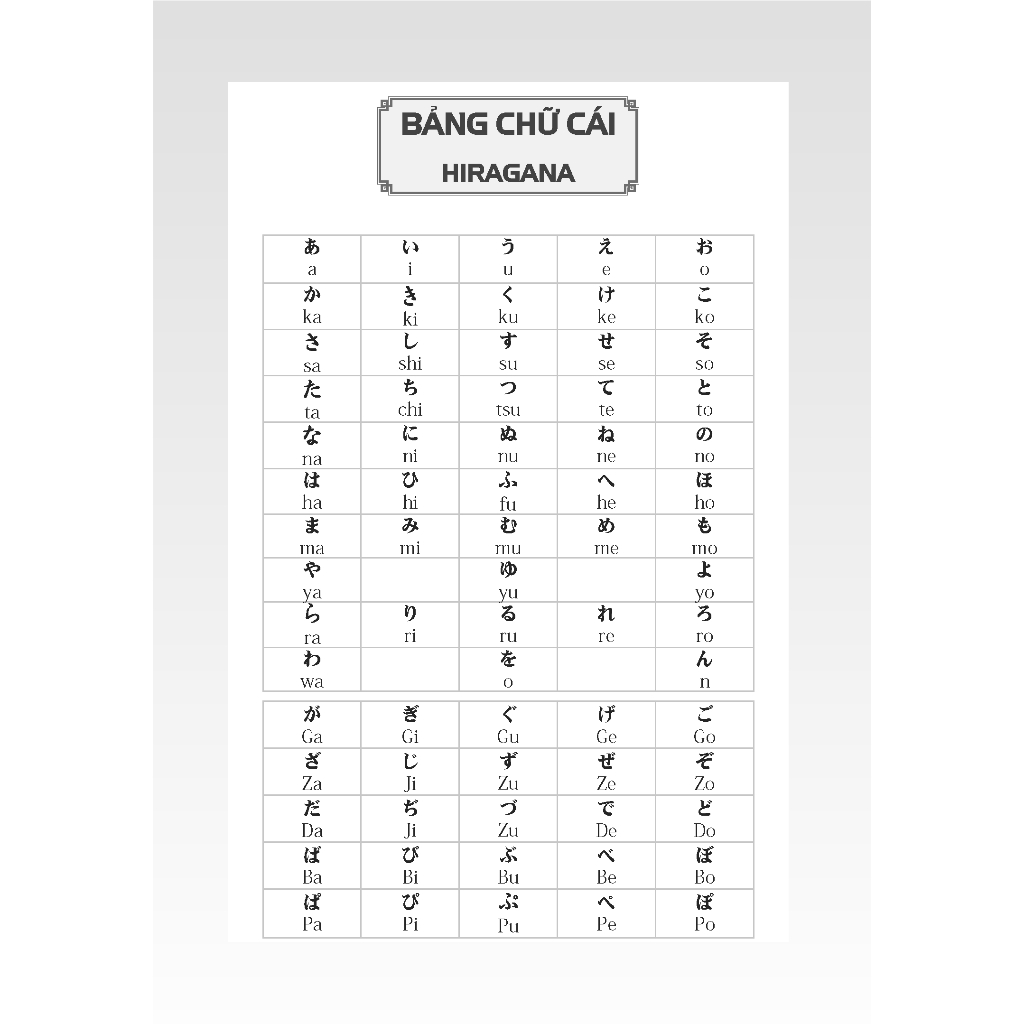 BẢNG CHỮ CÁI
HIRAGANA
あ い う え お
a i u e o
か き く け こ
ka ki ku ke ko
さ し す せ そ
sa shi su se so
た ち つ て と
ta chi tsu te to
な に ぬ ね の
na ni nu ne no
は ひ ふ へ ほ
ha hi fu he ho
ま み む め も
ma mi mu me mo
や ゆ よ
ya yu yo
ら り る れ ろ
ra ri ru re ro
わ を ん
wa o n
が ぎ ぐ げ ご
Ga Gi Gu Ge Go
ざ じ ず ぜ ぞ
Za Ji Zu Ze Zo
だ ぢ づ で ど
Da Ji Zu De Do
ば び ぶ べ ぼ
Ba Bi Bu Be Bo
ぱ ぴ ぷ ぺ ぽ
Pa Pi Pu Pe Po